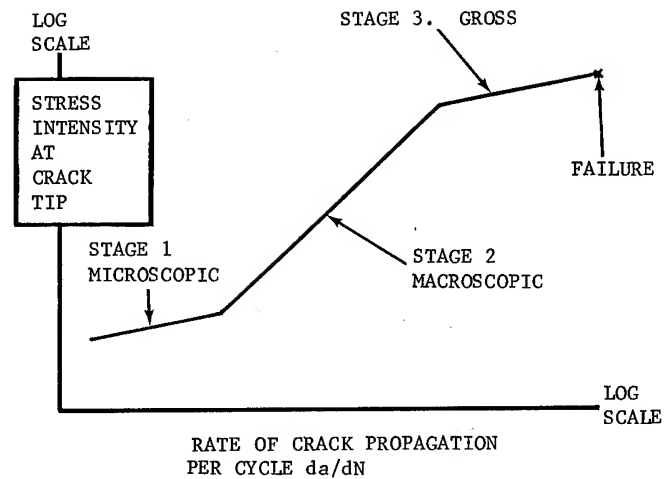 LOG
SCALE
STAGE 3. GROSS
STRESS
INTENSITY
AT
CRACK
TIP
FAILURE
STAGE 1
MICROSCOPIC
STAGE 2
MACROSCOPIC
LOG
SCALE
RATE OF CRACK PROPAGATION
PER CYCLE da/dN